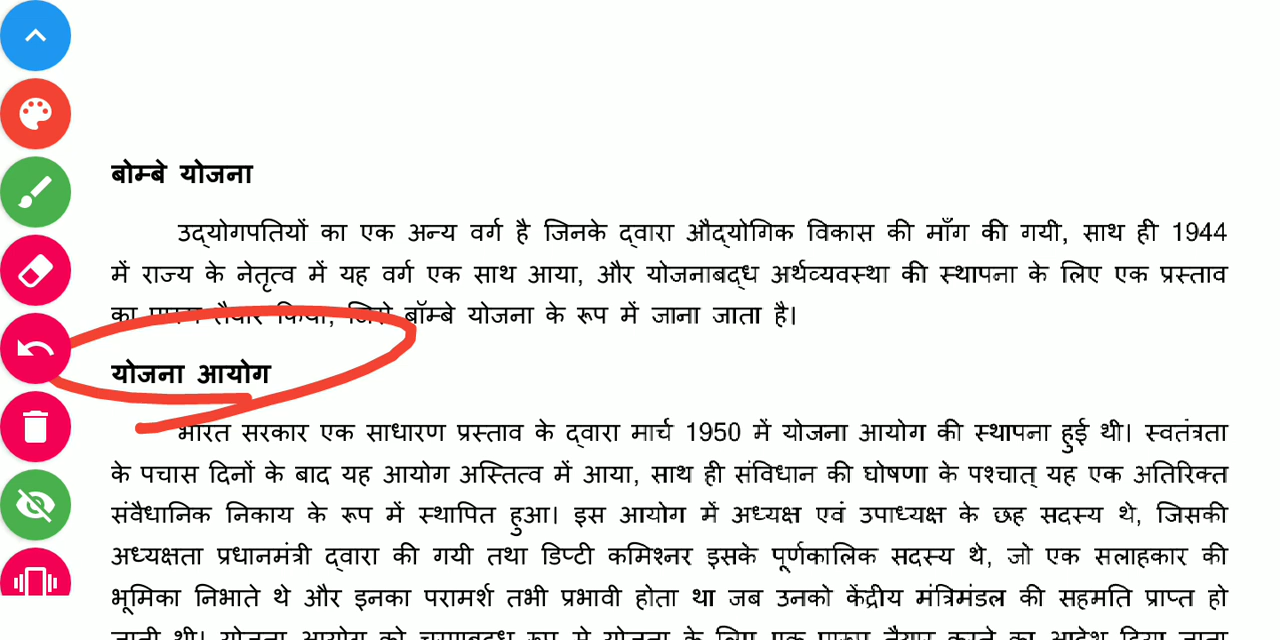 बोम्बे योजना
उद्योगपतियों का एक अन्य वर्ग है जिनके द्वारा औद्योगिक विकास की माँग की गयी, साथ ही 1944
में राज्य के नेतृत्व में यह वर्ग एक साथ आया, और योजनाबद्ध अर्थव्यवस्था की स्थापना के लिए एक प्रस्ताव
का तैयार किया, जिसे बॉम्बे योजना के रूप में जाना जाता है।
योजना आयोग
भारत सरकार एक साधारण प्रस्ताव के द्वारा मार्च 1950 में योजना आयोग की स्थापना हुई थी। स्वतंत्रता
के पचास दिनों के बाद यह आयोग अस्तित्व में आया, साथ ही संविधान की घोषणा के पश्चात् यह एक अतिरिक्त
संवैधानिक निकाय के रूप में स्थापित हुआ। इस आयोग में अध्यक्ष एवं उपाध्यक्ष के छह सदस्य थे, जिसकी
अध्यक्षता प्रधानमंत्री द्वारा की गयी तथा डिप्टी कमिश्नर इसके पूर्णकालिक सदस्य थे, जो एक सलाहकार की
भूमिका निभाते थे और इनका परामर्श तभी प्रभावी होता था जब उनको केंद्रीय मंत्रिमंडल की सहमति प्राप्त हो